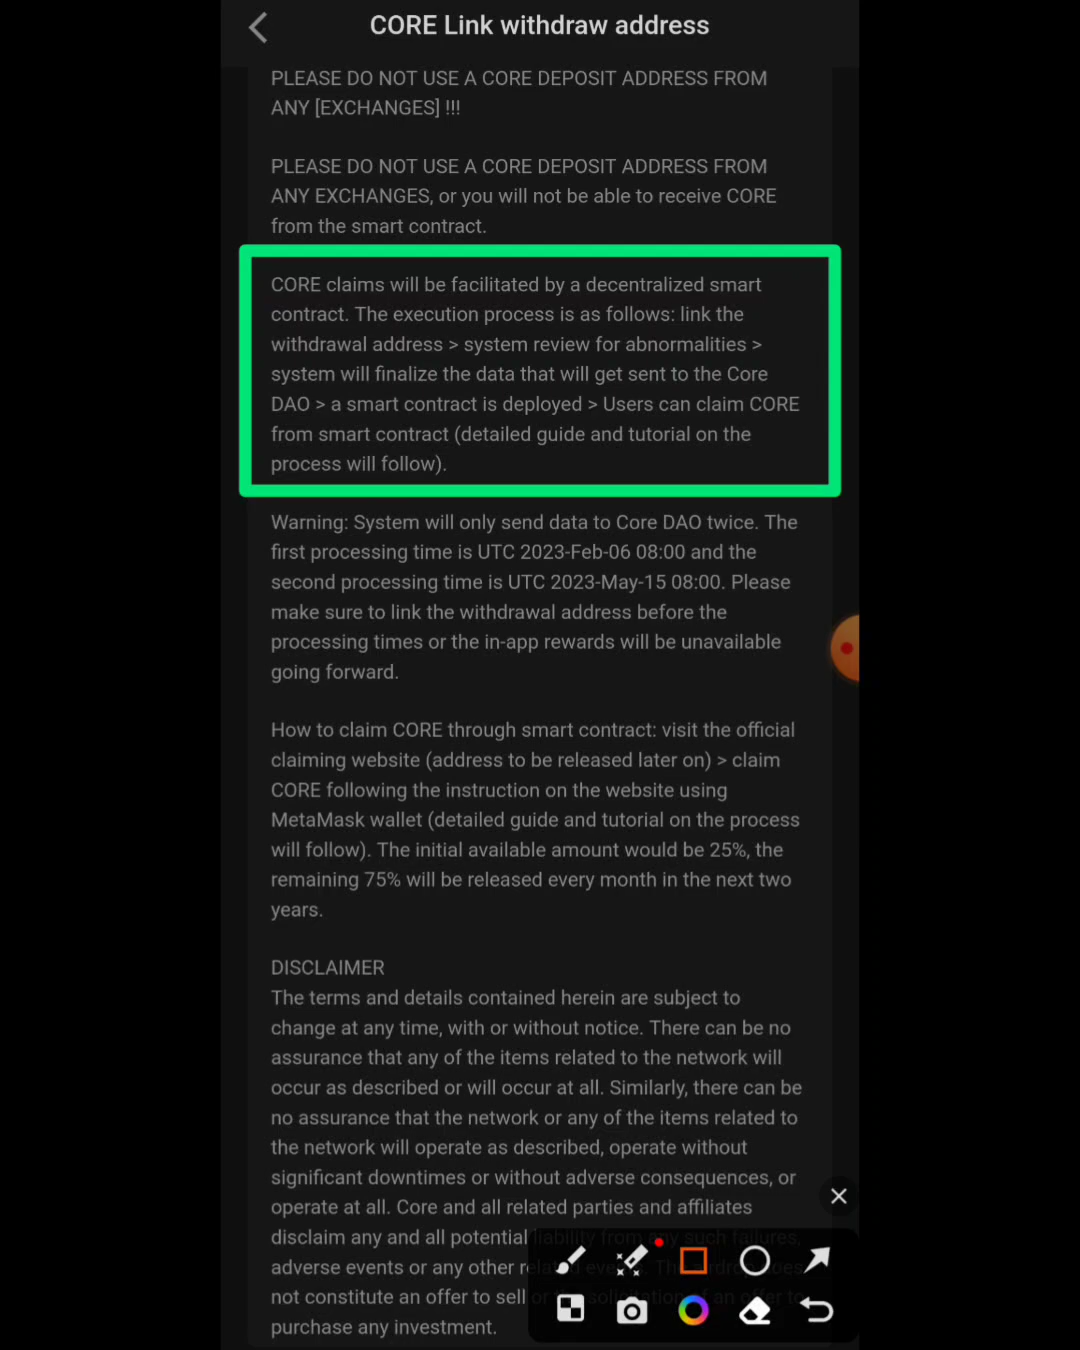 CORE Link withdraw address
PLEASE DO NOT USE A CORE DEPOSIT ADDRESS FROM
ANY [EXCHANGES] !!!
PLEASE DO NOT USE A CORE DEPOSIT ADDRESS FROM
ANY EXCHANGES, or you will not be able to receive CORE
from the smart contract.
CORE claims will be facilitated by a decentralized smart
contract. The execution process is as follows: link the
withdrawal address > system review for abnormalities >
system will finalize the data that will get sent to the Core
DAO > a smart contract is deployed > Users can claim CORE
from smart contract (detailed guide and tutorial on the
process will follow).
Warning: System will only send data to Core DAO twice. The
first processing time is UTC 2023-Feb-06 08:00 and the
second processing time is UTC 2023-May-15 08:00. Please
make sure to link the withdrawal address before the
processing times or the in-app rewards will be unavailable
going forward.
How to claim CORE through smart contract: visit the official
claiming website (address to be released later on) > claim
CORE following the instruction on the website using
MetaMask wallet (detailed guide and tutorial on the process
will follow). The initial available amount would be 25%, the
remaining 75% will be released every month in the next two
years.
DISCLAIMER
The terms and details contained herein are subject to
change at any time, with or without notice. There can be no
assurance that any of the items related to the network will
occur as described or will occur at all. Similarly, there can be
no assurance that the network or any of the items related to
the network will operate as described, operate without
significant downtimes or without adverse consequences, or
operate at all. Core and all related parties and affiliates
disclaim any and all potential liability from any such failures,
adverse events or any other
not constitute an offer to sell
purchase any investment.